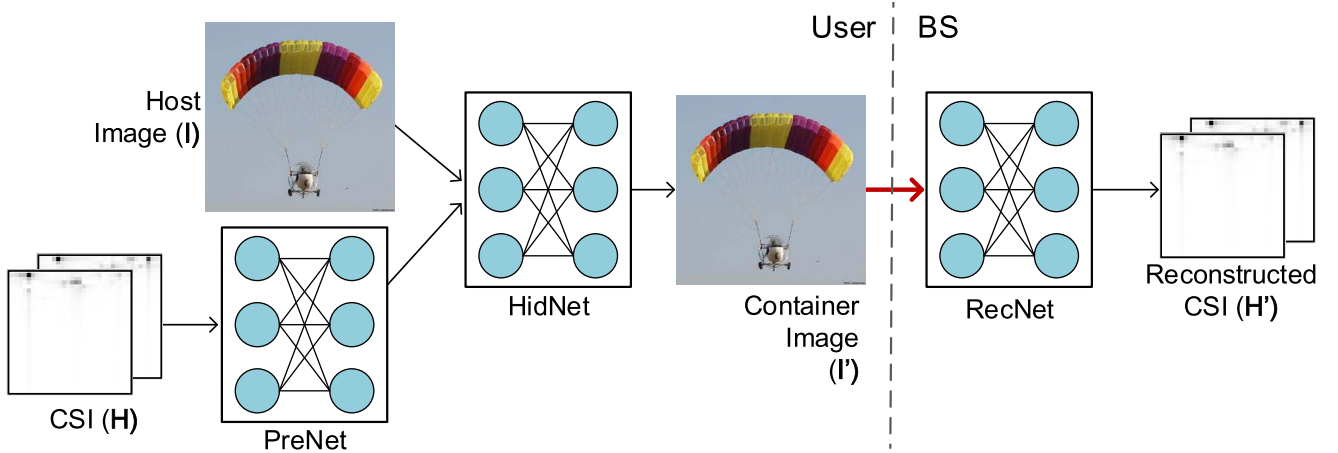 User
BS
Host
Image (I)
HidNet
Container
Image
(I')
RecNet
Reconstructed
CSI (H')
CSI (H)
PreNet